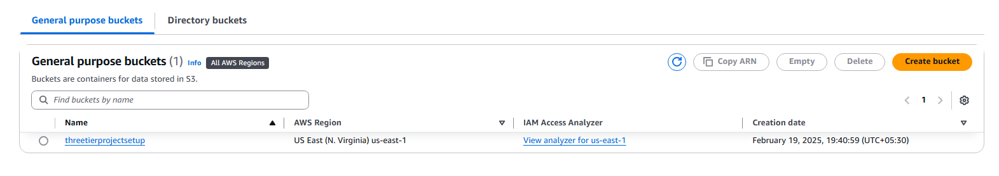 General purpose buckets Directory buckets
General purpose buckets (1) Info All AWS Regions Copy ARN Empty Delete Create bucket
Buckets are containers for data stored in S3.
Find buckets by name 1
Name AWS Region IAM Access Analyzer Creation date
threetierprojectsetup US East (N. Virginia) us-east-1 View analyzer for us-east-1 February 19, 2025, 19:40:59 (UTC+05:30)